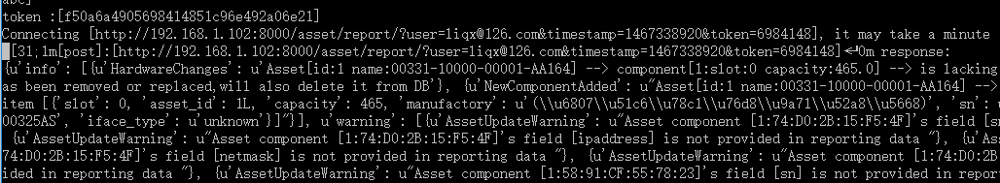 abc]
token :[f50a6a4905698414851c96e492a06e21]
Connecting [http://192.168.1.102:8000/asset/report/?user=liqx@126.com&timestamp=1467338920&token=6984148], it may take a minute
[31;1m[post]:[http://192.168.1.102:8000/asset/report/?user=liqx@126.com&timestamp=1467338920&token=6984148]←[0m response:
{u'info': [{u'HardwareChanges': u'Asset[id:1 name:00331-10000-00001-AA164] --> component[1:slot:0 capacity:465.0] --> is lacking
as been removed or replaced,will also delete it from DB'}, {u'NewComponentAdded': u"Asset[id:1 name:00331-10000-00001-AA164] -->
item [{'slot': 0, 'asset_id': 1L, 'capacity': 465, 'manufactory': u'(\\u6807\\u51c6\\u78c1\\u76d8\\u9a71\\u52a8\\u5668)', 'sn':
00325AS', 'iface_type': u'unknown'}]"}], u'warning': [{u'AssetUpdateWarning': u"Asset component [1:74:D0:2B:15:F5:4F]'s field [sn
{u'AssetUpdateWarning': u"Asset component [1:74:D0:2B:15:F5:4F]'s field [ipaddress] is not provided in reporting data "},
74:D0:2B:15:F5:4F]'s field [netmask] is not provided in reporting data "}, {u'AssetUpdateWarning': u"Asset component [1:74:D0:2B
ided in reporting data "}, {u'AssetUpdateWarning': u"Asset component [1:58:91:CF:55:78:23]'s field [sn] is not provided in repor